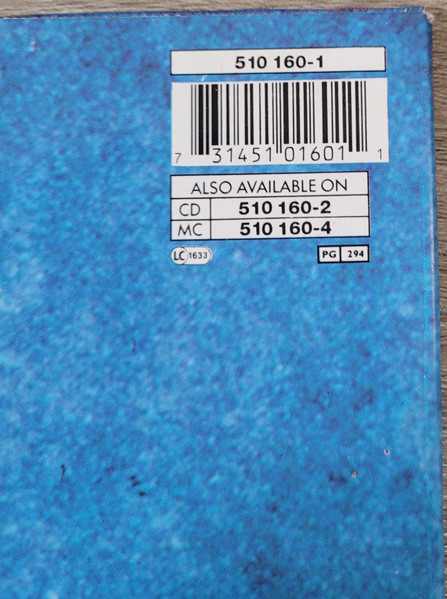 510 160-1
7 31451 01601 1
ALSO AVAILABLE ON
CD 510 160-2
MC 510 160-4
LC 1633 PG 294